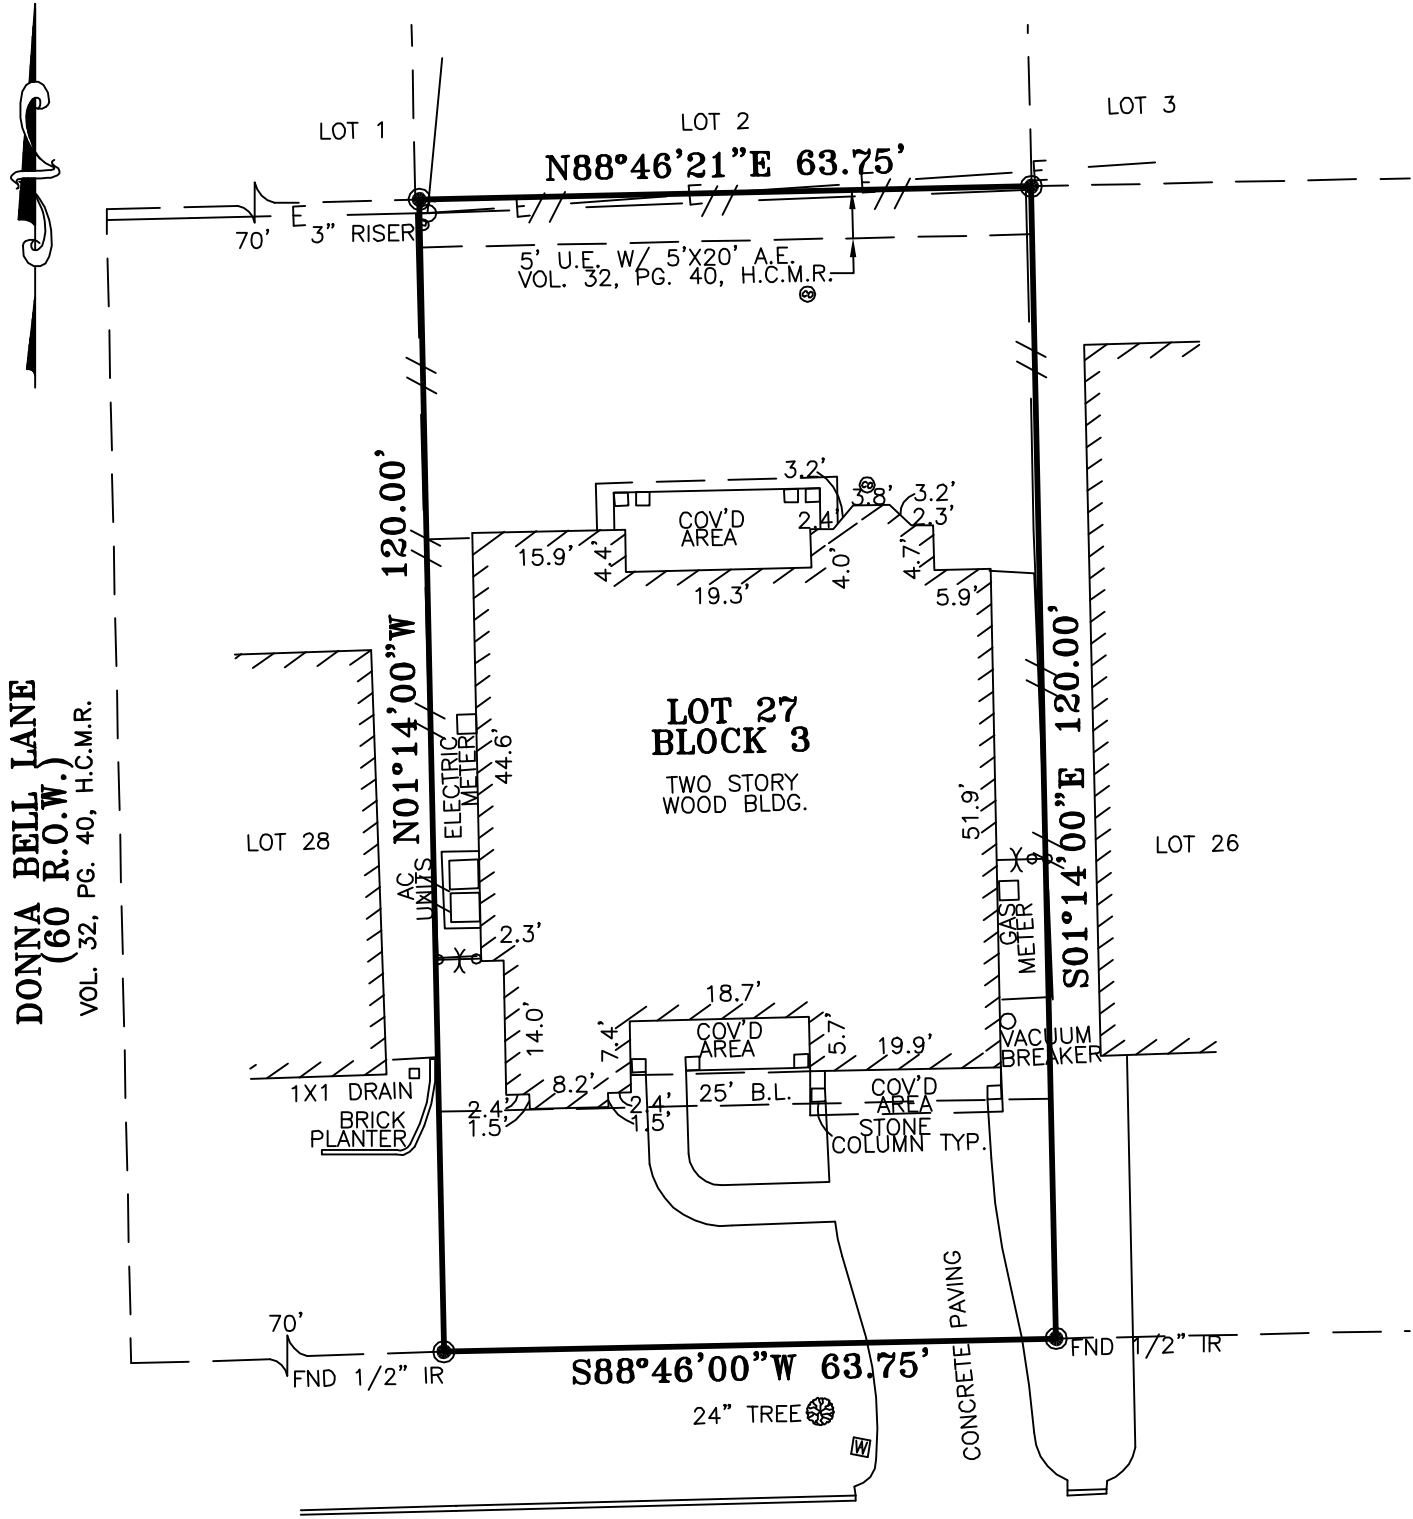 LOT 1
LOT 2
LOT 3
N88°46'21"E 63.75'
E
E
E
E
E
70'
3" RISER
5' U.E. W/ 5'X20' A.E.
VOL. 32, PG. 40, H.C.M.R.
N01°14'00"W 120.00'
3.2'
3.8'
3.2'
2.4'
2.3'
COV'D
AREA
15.9'
4.4'
19.3'
4.0'
4.7'
5.9'
S01°14'00"E 120.00'
DONNA BELL LANE
(60 R.O.W.)
VOL. 32, PG. 40, H.C.M.R.
LOT 27
BLOCK 3
TWO STORY
WOOD BLDG.
ELECTRIC
METER
44.6'
51.9'
LOT 28
LOT 26
AC
UNITS
GAS
METER
2.3'
14.0'
7.4'
18.7'
COV'D
AREA
5.7'
19.9'
VACUUM
BREAKER
1X1 DRAIN
BRICK
PLANTER
8.2'
2.4'
1.5'
2.4'
1.5'
25' B.L.
COV'D
AREA
STONE
COLUMN TYP.
CONCRETE PAVING
70'
FND 1/2" IR
S88°46'00"W 63.75'
FND 1/2" IR
24" TREE
W